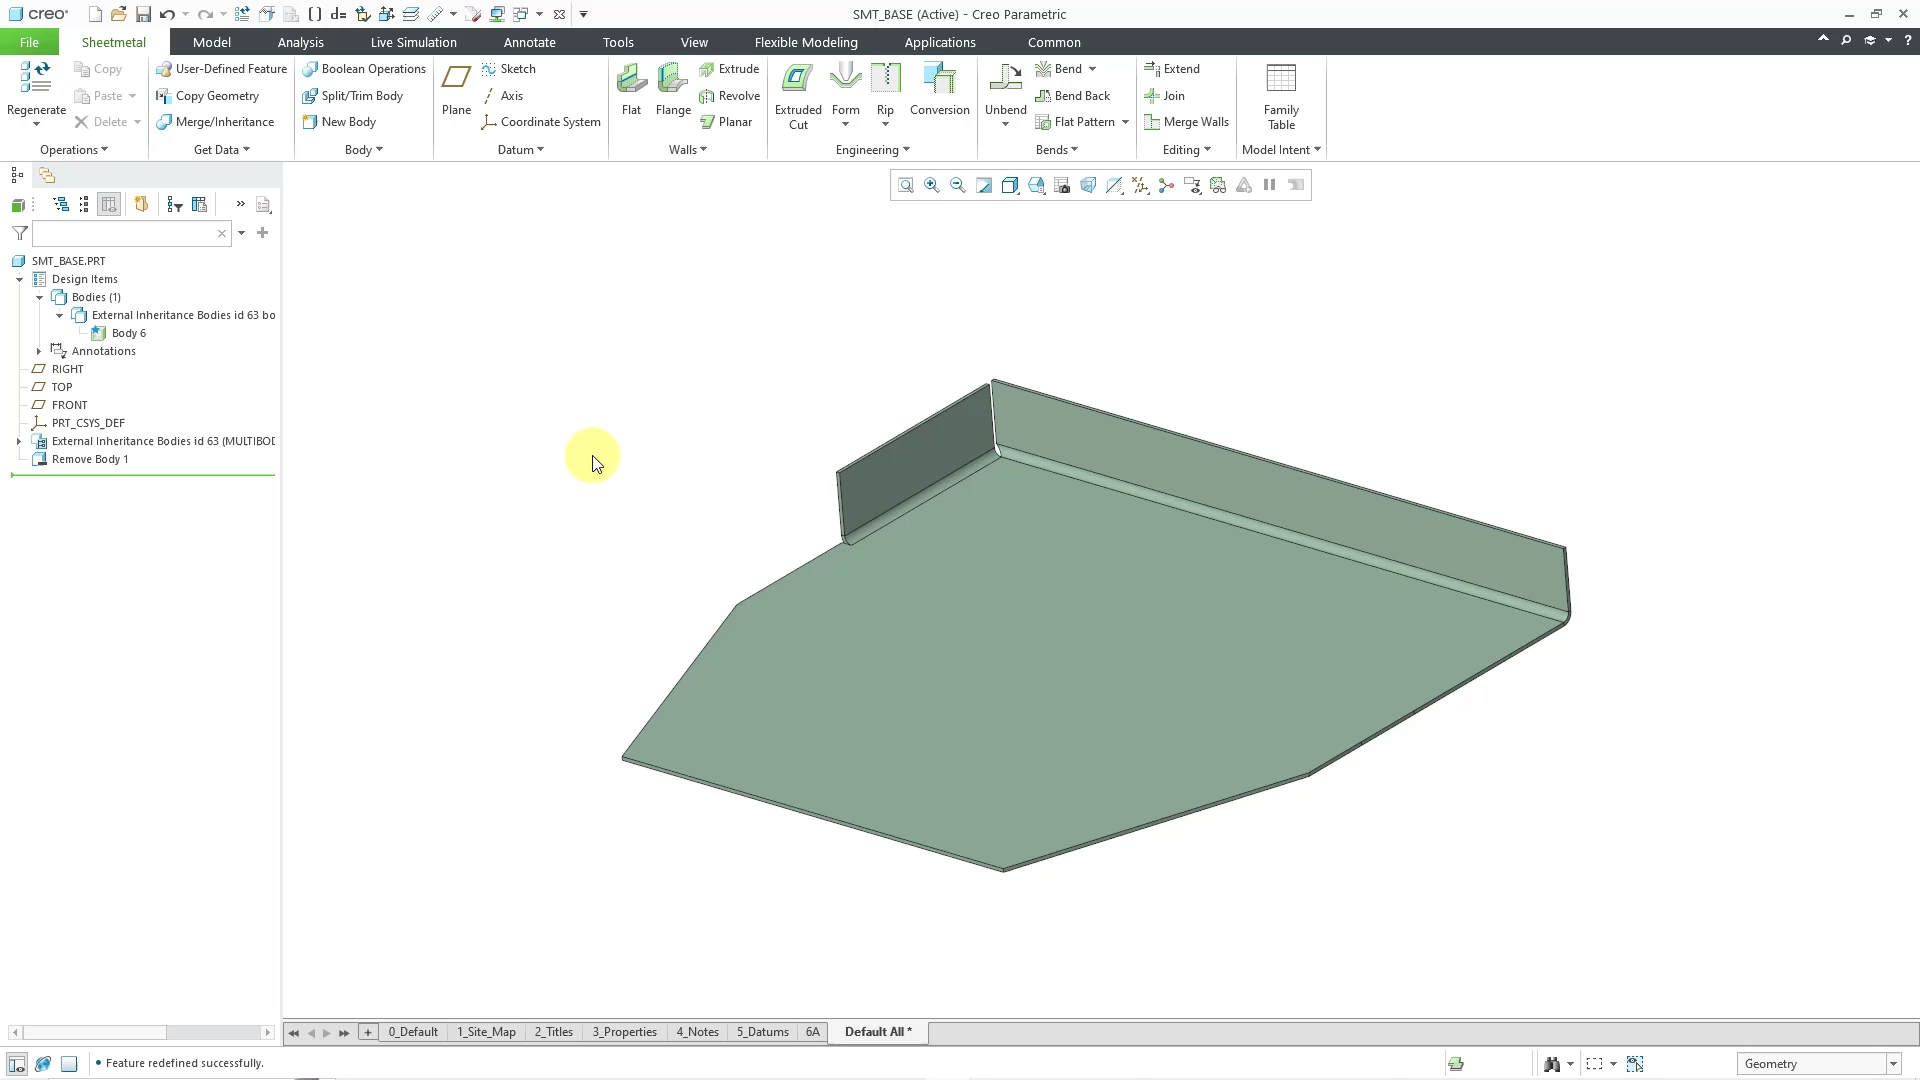 creo
SMT_BASE (Active) - Creo Parametric
File Sheetmetal Model Analysis Live Simulation Annotate Tools View Flexible Modeling Applications Common
Regenerate
Copy
Paste
Delete
Operations
User-Defined Feature
Copy Geometry
Merge/Inheritance
Get Data
Boolean Operations
Split/Trim Body
New Body
Body
Plane
Sketch
Axis
Coordinate System
Datum
Flat
Flange
Extrude
Revolve
Planar
Walls
Extruded
Cut
Form
Rip
Conversion
Engineering
Unbend
Bend
Bend Back
Flat Pattern
Bends
Extend
Join
Merge Walls
Editing
Family
Table
Model Intent
SMT_BASE.PRT
Design Items
Bodies (1)
External Inheritance Bodies id 63 bo
Body 6
Annotations
RIGHT
TOP
FRONT
PRT_CSYS_DEF
External Inheritance Bodies id 63 (MULTIBOD
Remove Body 1
0_Default 1_Site_Map 2_Titles 3_Properties 4_Notes 5_Datums 6A Default All *
• Feature redefined successfully.
Geometry